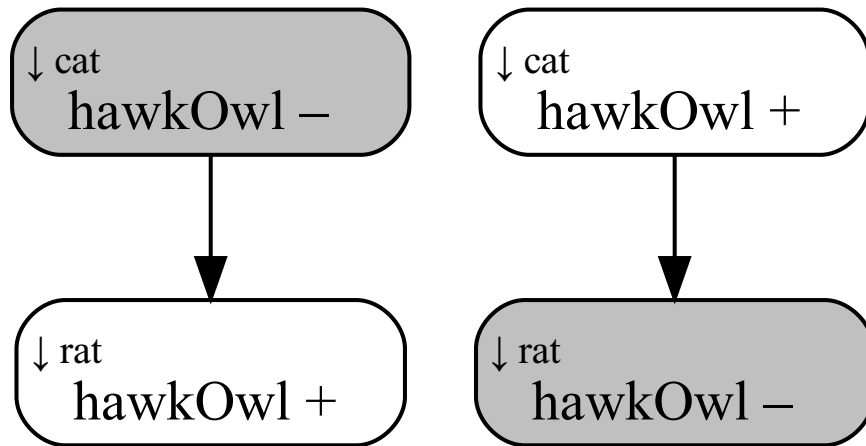 ↓ cat
hawkOwl –
↓ cat
hawkOwl +
↓ rat
hawkOwl +
↓ rat
hawkOwl –